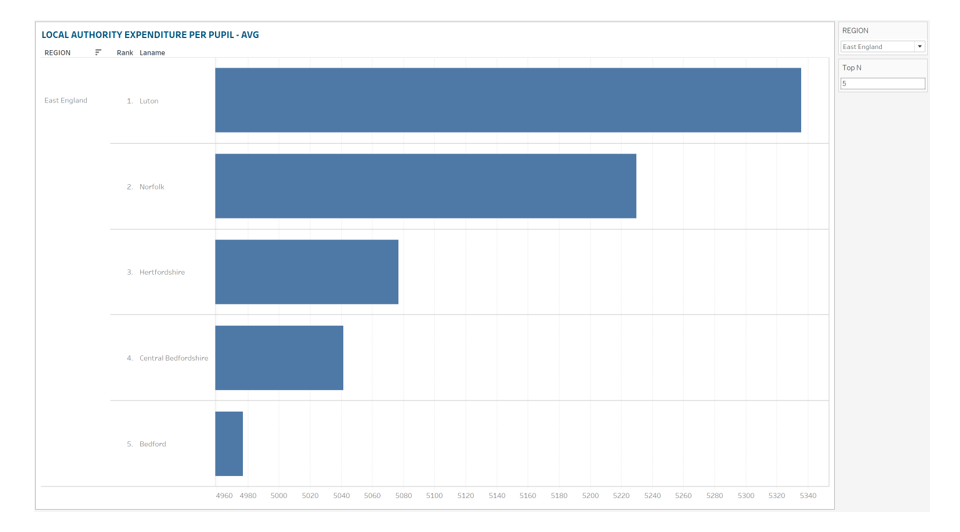 LOCAL AUTHORITY EXPENDITURE PER PUPIL - AVG
REGION Rank Laname
East England 1. Luton
2. Norfolk
3. Hertfordshire
4. Central Bedfordshire
5. Bedford
4960 4980 5000 5020 5040 5060 5080 5100 5120 5140 5160 5180 5200 5220 5240 5260 5280 5300 5320 5340
REGION
East England
Top N
5